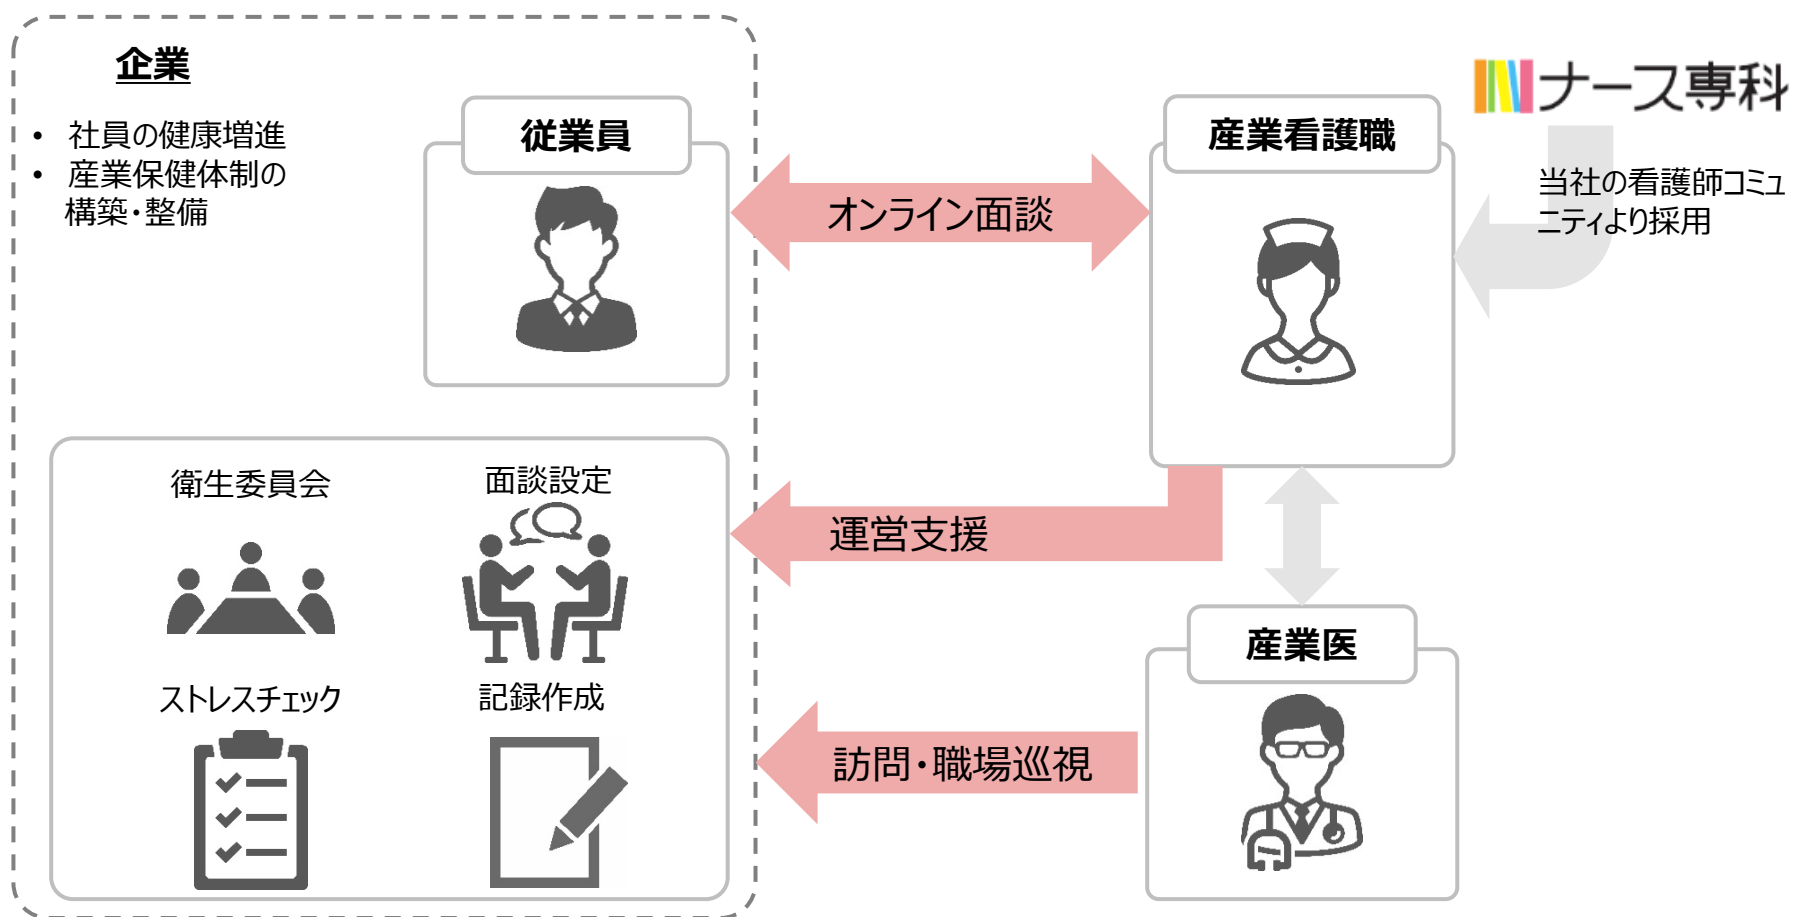 企業
• 社員の健康増進
• 産業保健体制の
構築・整備
従業員
オンライン面談
産業看護職
ナース専科
当社の看護師コミュ
ニティより採用
衛生委員会
面談設定
運営支援
ストレスチェック
記録作成
産業医
訪問・職場巡視